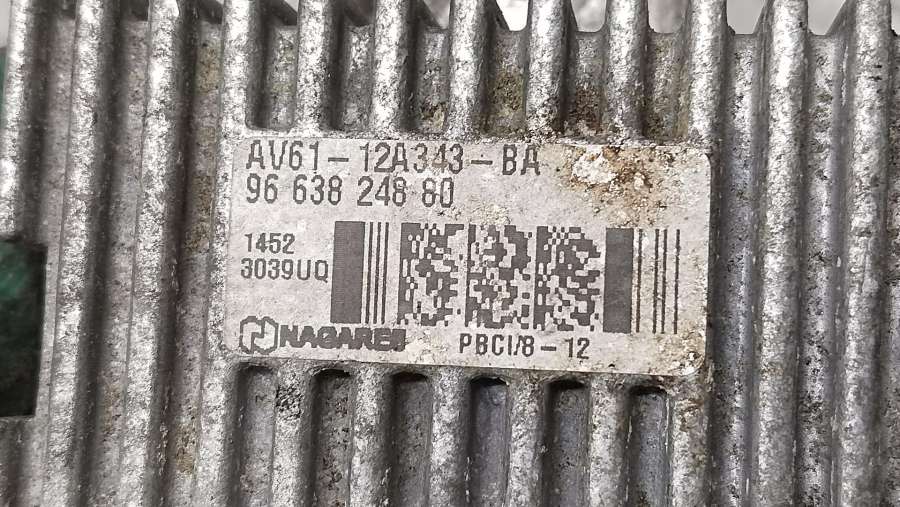 AV61-12A343-BA
96 638 248 80
1452
3039UQ
NAGARES
PBCI/8-12